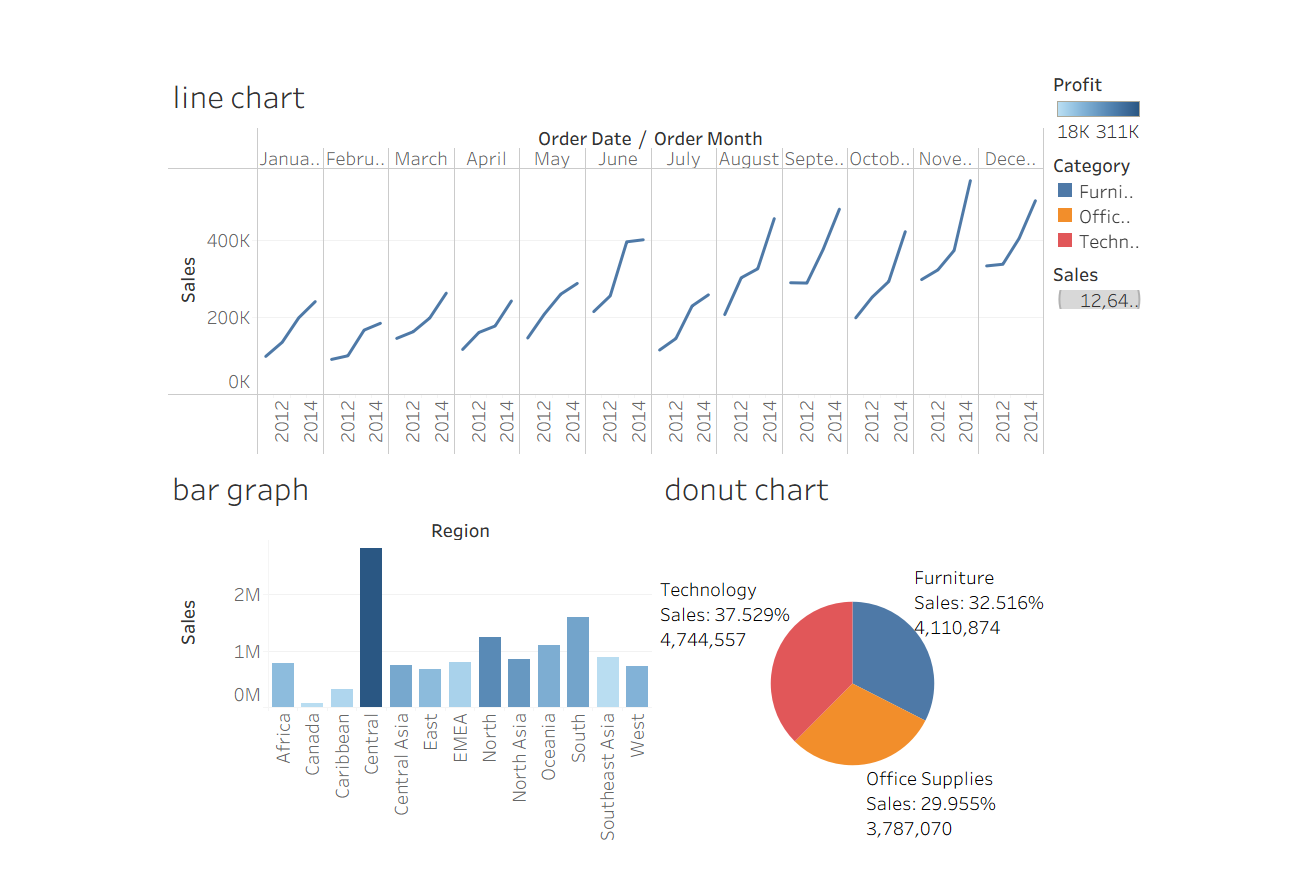 line chart
Order Date / Order Month
Janua.. Febru.. March April May June July August Septe.. Octob.. Nove.. Dece..
400K
200K
0K
Sales
2012 2014 2012 2014 2012 2014 2012 2014 2012 2014 2012 2014 2012 2014 2012 2014 2012 2014 2012 2014 2012 2014 2012 2014
Profit
18K 311K
Category
Furni..
Offic..
Techn..
Sales
12,64..
bar graph
Region
2M
1M
0M
Sales
Africa
Canada
Caribbean
Central
Central Asia
East
EMEA
North
North Asia
Oceania
South
Southeast Asia
West
donut chart
Technology
Sales: 37.529%
4,744,557
Furniture
Sales: 32.516%
4,110,874
Office Supplies
Sales: 29.955%
3,787,070